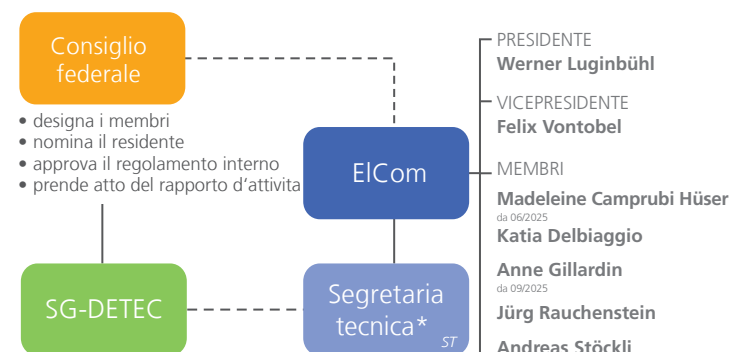 Consiglio
federale
• designa i membri
• nomina il residente
• approva il regolamento interno
• prende atto del rapporto d‘attivita
SG-DETEC
ElCom
Segretaria
tecnica*
ST
PRESIDENTE
Werner Luginbühl
VICEPRESIDENTE
Felix Vontobel
MEMBRI
Madeleine Camprubi Hüser
da 06/2025
Katia Delbiaggio
Anne Gillardin
da 09/2025
Jürg Rauchenstein
Andreas Stöckli